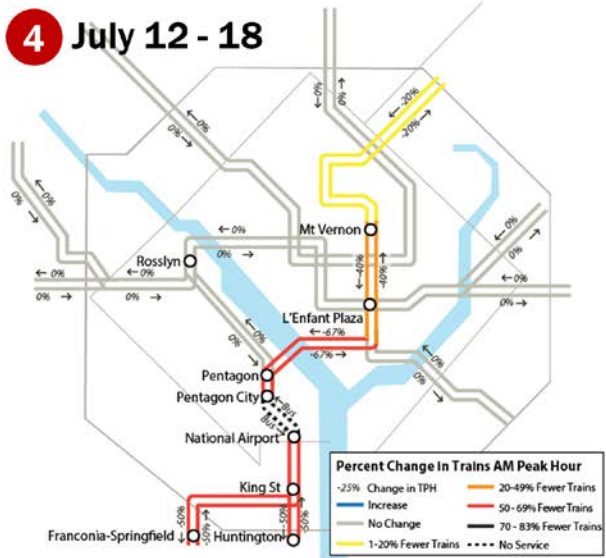 4 July 12 - 18
←0%
0% →
←0%
0% →
←-20%
-20%→
←0%
0% →
←0%
0% →
Mt Vernon
←0%
0% →
Rosslyn
←-40%
-40%→
←0%
0% →
←0%
0% →
←0%
0% →
L'Enfant Plaza
←0%
0% →
←-67%
-67%→
←0%
0% →
Pentagon
Pentagon City
←Bus
Bus→
National Airport
King St
←-50%
-50%→
←-50%
-50%
Franconia-Springfield
Huntington
Percent Change in Trains AM Peak Hour
-25% Change in TPH
Increase
No Change
1-20% Fewer Trains
20-49% Fewer Trains
50 - 69% Fewer Trains
70 - 83% Fewer Trains
No Service